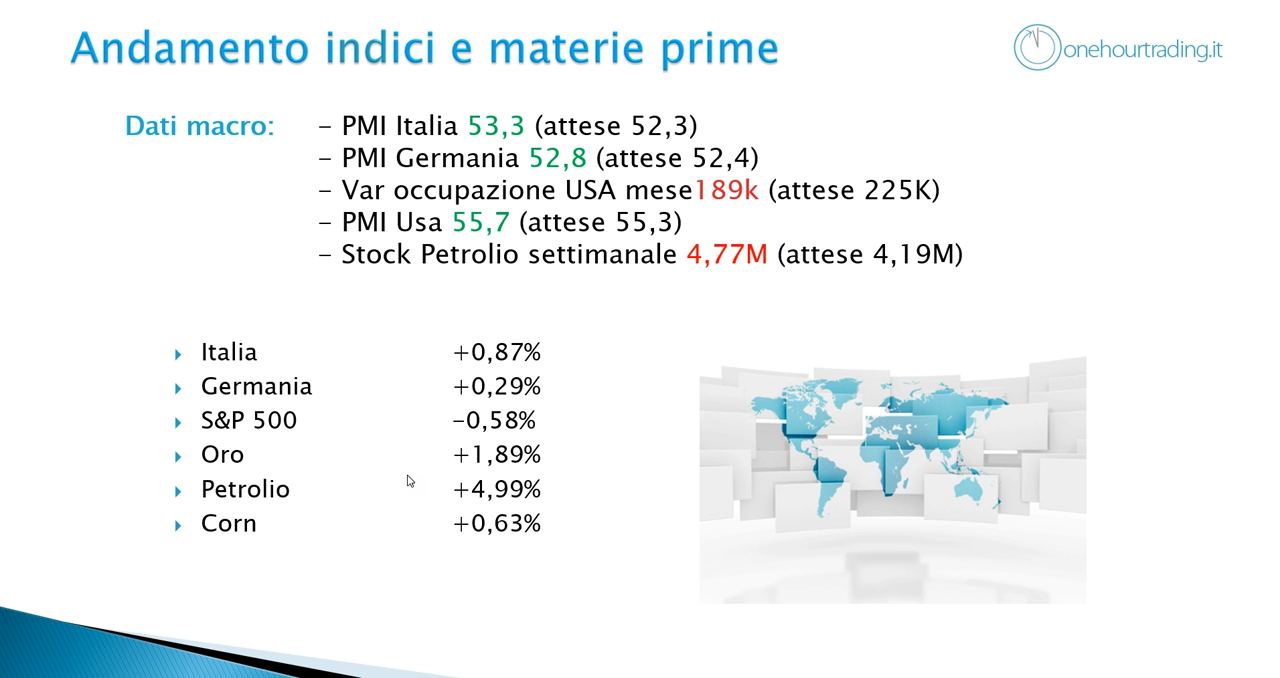 Andamento indici e materie prime
onehourtrading.it
Dati macro: – PMI Italia 53,3 (attese 52,3)
– PMI Germania 52,8 (attese 52,4)
– Var occupazione USA mese189k (attese 225K)
– PMI Usa 55,7 (attese 55,3)
– Stock Petrolio settimanale 4,77M (attese 4,19M)
Italia +0,87%
Germania +0,29%
S&P 500 -0,58%
Oro +1,89%
Petrolio +4,99%
Corn +0,63%